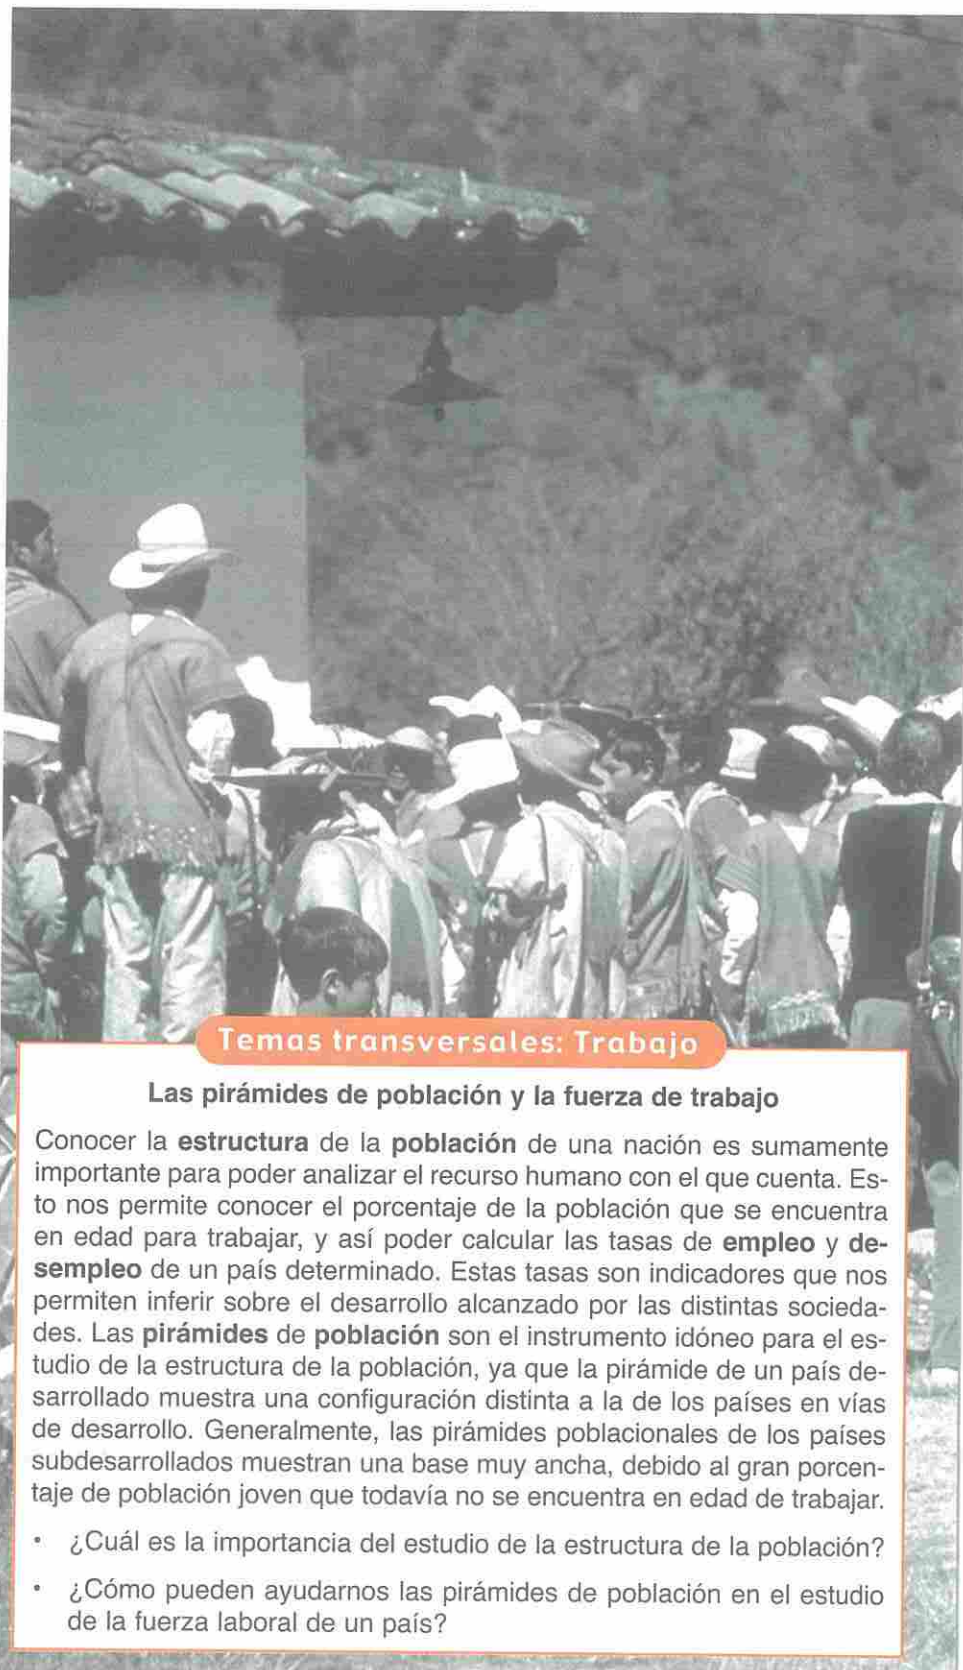 Temas transversales: Trabajo
Las pirámides de población y la fuerza de trabajo
Conocer la estructura de la población de una nación es sumamente
importante para poder analizar el recurso humano con el que cuenta. Es-
to nos permite conocer el porcentaje de la población que se encuentra
en edad para trabajar, y así poder calcular las tasas de empleo y de-
sempleo de un país determinado. Estas tasas son indicadores que nos
permiten inferir sobre el desarrollo alcanzado por las distintas socieda-
des. Las pirámides de población son el instrumento idóneo para el es-
tudio de la estructura de la población, ya que la pirámide de un país de-
sarrollado muestra una configuración distinta a la de los países en vías
de desarrollo. Generalmente, las pirámides poblacionales de los países
subdesarrollados muestran una base muy ancha, debido al gran porcen-
taje de población joven que todavía no se encuentra en edad de trabajar.
• ¿Cuál es la importancia del estudio de la estructura de la población?
• ¿Cómo pueden ayudarnos las pirámides de población en el estudio
de la fuerza laboral de un país?